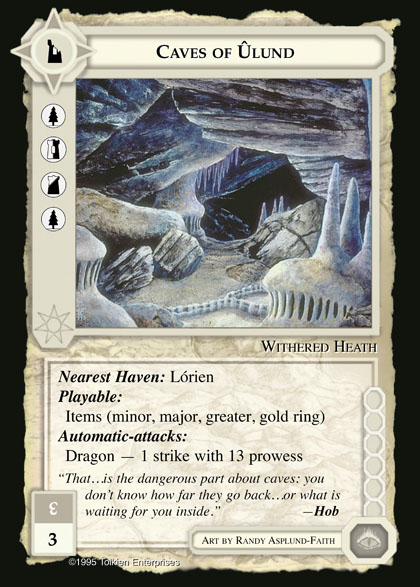 Caves of Ûlund
Withered Heath
Nearest Haven: Lórien
Playable:
Items (minor, major, greater, gold ring)
Automatic-attacks:
Dragon — 1 strike with 13 prowess
“That…is the dangerous part about caves: you
don’t know how far they go back…or what is
waiting for you inside.” —Hob
3
Art by Randy Asplund-Faith
©1995 Tolkien Enterprises